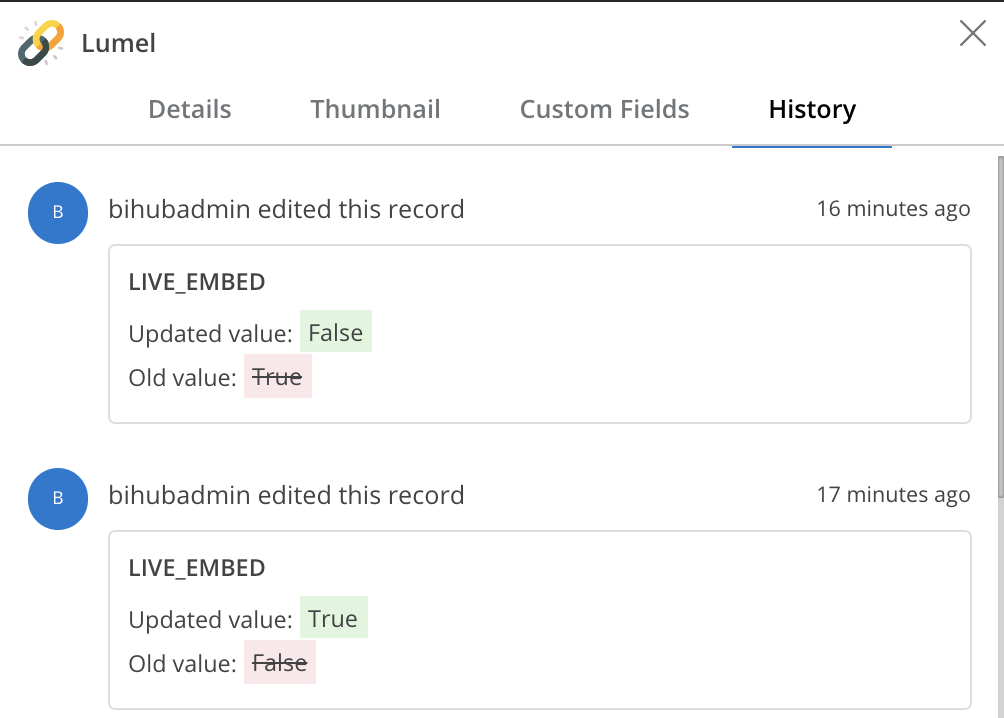 Lumel
Details Thumbnail Custom Fields History
B bihubadmin edited this record 16 minutes ago
LIVE_EMBED
Updated value: False
Old value: True
B bihubadmin edited this record 17 minutes ago
LIVE_EMBED
Updated value: True
Old value: False